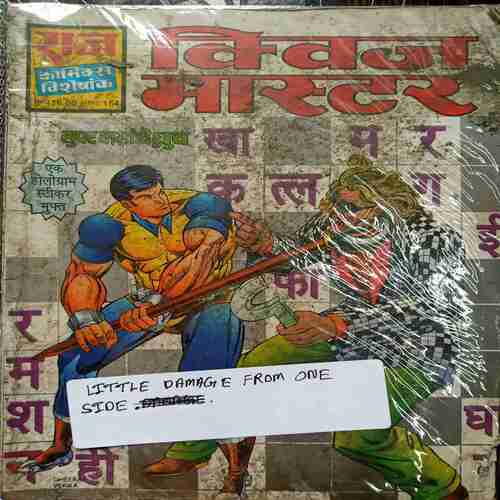 राज
कॉमिक्स
विशेषांक
क्विज
मास्टर
एक
होलोग्राम
स्टीकर
मुफ्त
खा म र
क त्ल ग
ई
का
र
म
श
न ही
घ
LITTLE DAMAGE FROM ONE
SIDE